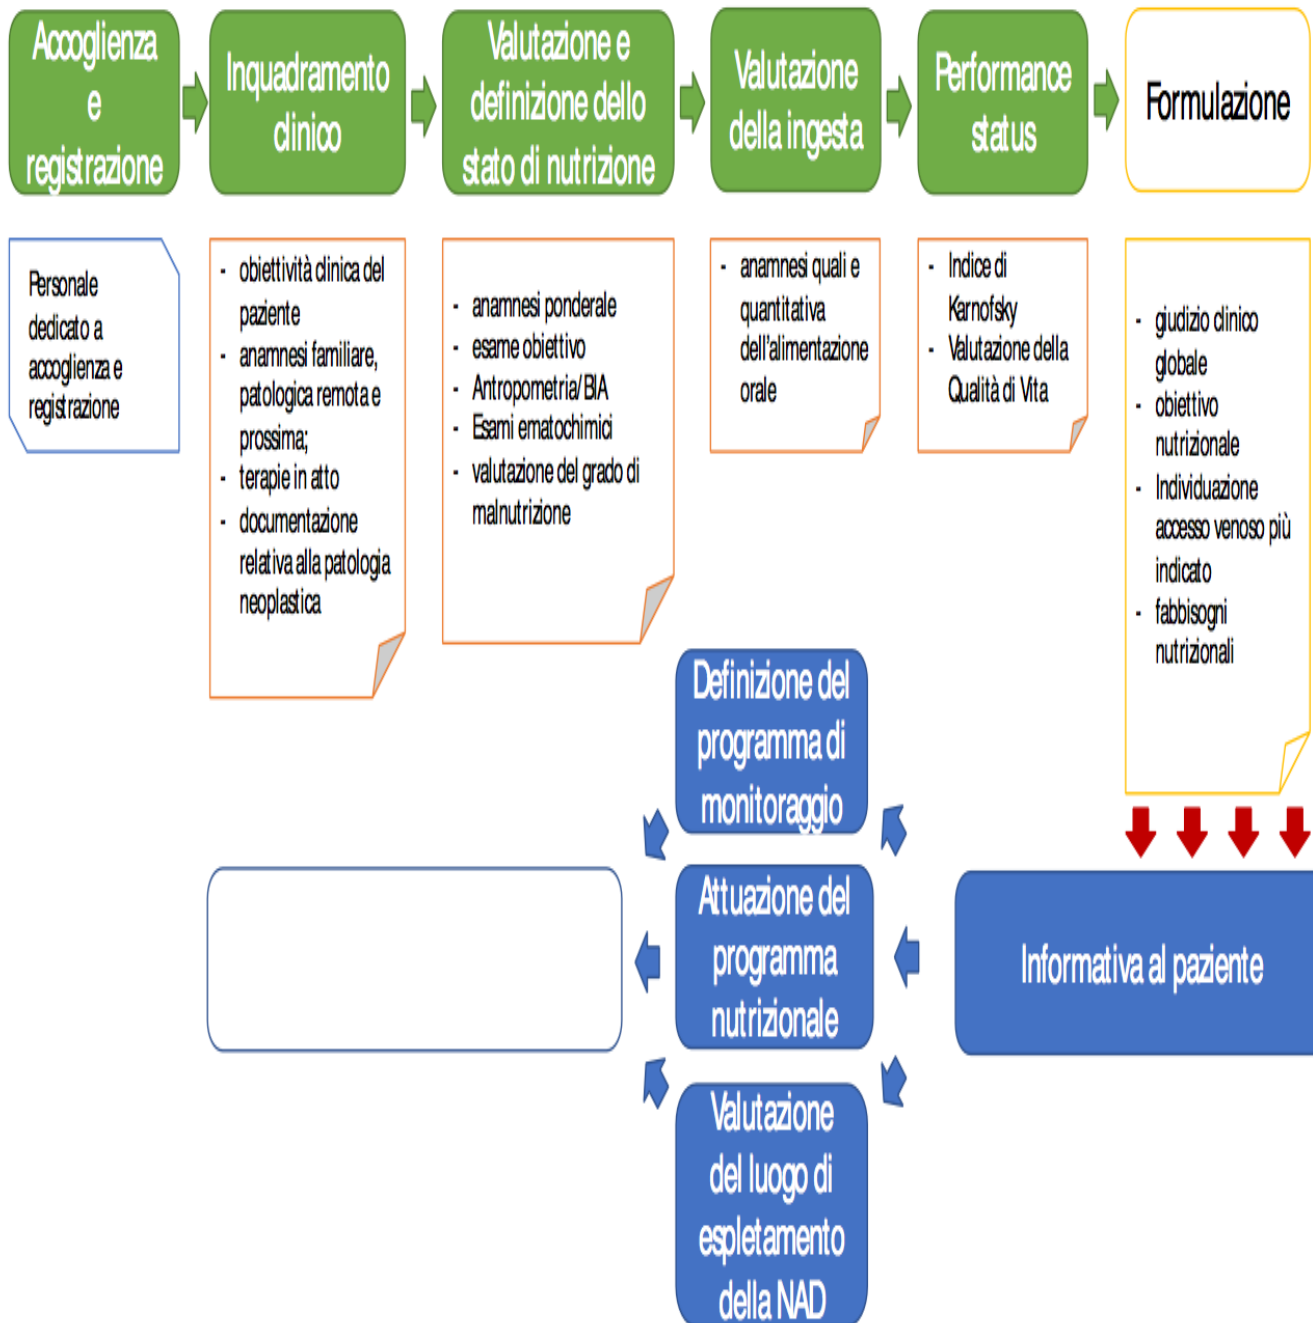 Accoglienza
e
registrazione
Inquadramento
clinico
Valutazione e
definizione dello
stato di nutrizione
Valutazione
della ingesta
Performance
status
Formulazione
Personale
dedicato a
accoglienza e
registrazione
- obiettività clinica del
paziente
- anamnesi familiare,
patologica remota e
prossima;
- terapie in atto
- documentazione
relativa alla patologia
neoplastica
- anamnesi ponderale
- esame obiettivo
- Antropometria/BIA
- Esami ematochimici
- valutazione del grado di
malnutrizione
- anamnesi quali e
quantitativa
dell'alimentazione
orale
- Indice di
Karnofsky
- Valutazione della
Qualità di Vita
- giudizio clinico
globale
- obiettivo
nutrizionale
- Individuazione
accesso venoso più
indicato
- fabbisogni
nutrizionali
Informativa al paziente
Definizione del
programma di
monitoraggio
Attuazione del
programma
nutrizionale
Valutazione
del luogo di
espletamento
della NAD